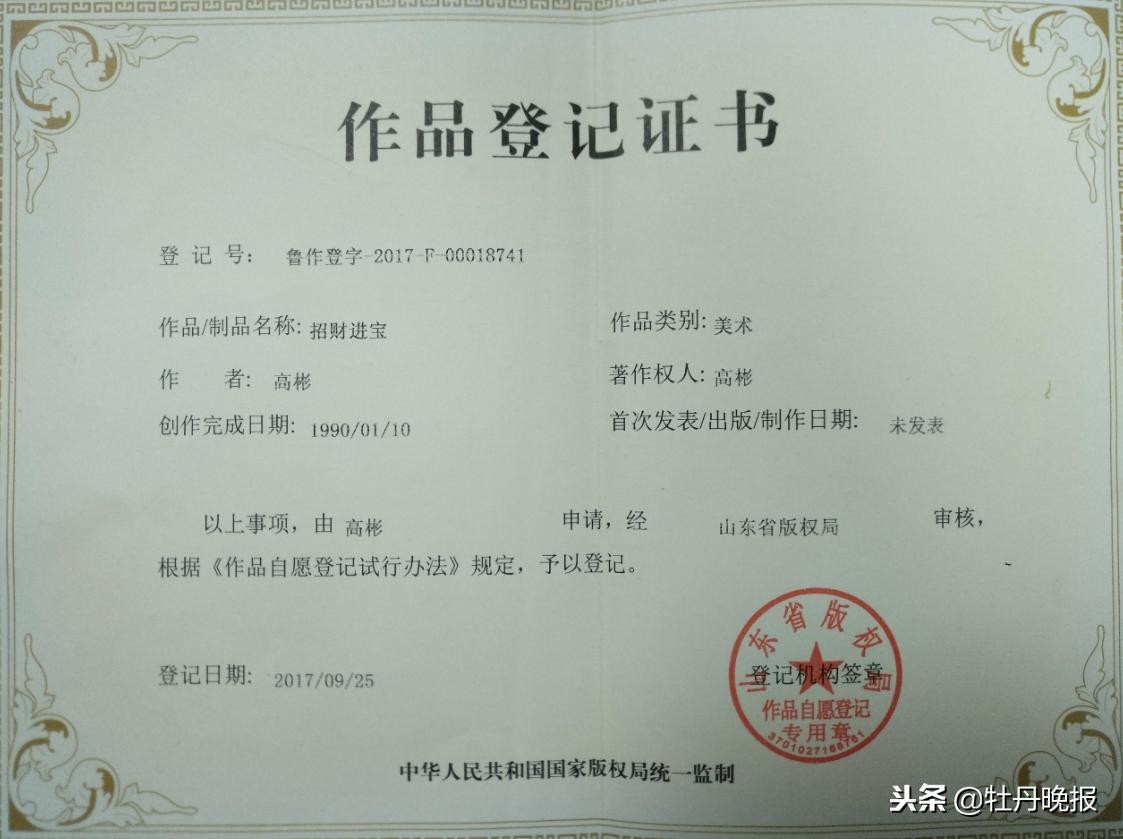 作品登记证书
登 记 号: 鲁作登字-2017-F-00018741
作品/制品名称: 招财进宝 作品类别: 美术
作 者: 高彬 著作权人: 高彬
创作完成日期: 1990/01/10 首次发表/出版/制作日期: 未发表
以上事项，由 高彬 申请，经 山东省版权局 审核，
根据《作品自愿登记试行办法》规定，予以登记。
登记日期: 2017/09/25 登记机构签章
山东省版权局
作品自愿登记
专用章
中华人民共和国国家版权局统一监制
头条 @牡丹晚报